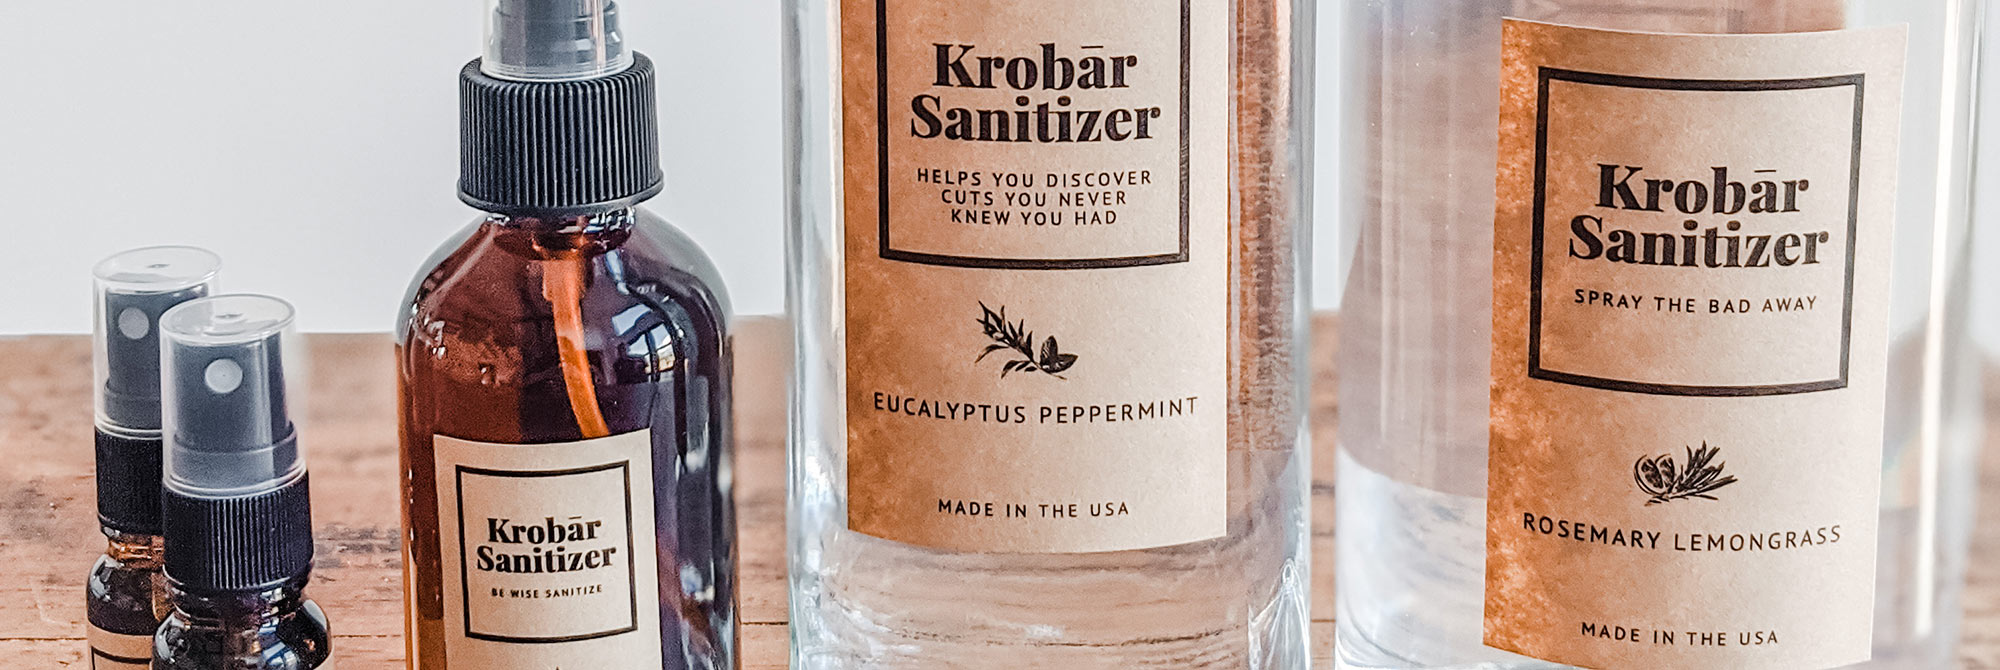 Krobār
Sanitizer
BE WISE SANITIZE
Krobār
Sanitizer
HELPS YOU DISCOVER
CUTS YOU NEVER
KNEW YOU HAD
EUCALYPTUS PEPPERMINT
MADE IN THE USA
Krobār
Sanitizer
SPRAY THE BAD AWAY
ROSEMARY LEMONGRASS
MADE IN THE USA